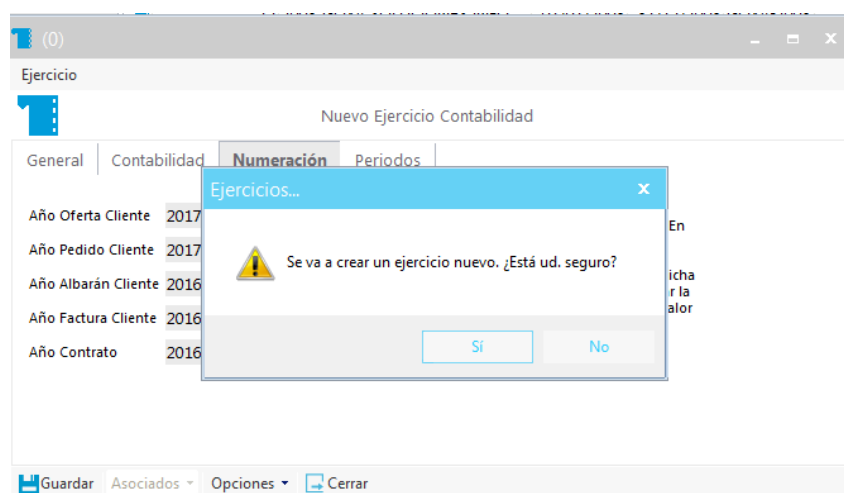 (0)
Ejercicio
Nuevo Ejercicio Contabilidad
General Contabilidad Numeración Periodos
Ejercicios...
Año Oferta Cliente 2017
En
Año Pedido Cliente 2017
Se va a crear un ejercicio nuevo. ¿Está ud. seguro?
icha
Año Albarán Cliente 2016
r la
alor
Año Factura Cliente 2016
Sí No
Año Contrato 2016
Guardar Asociados Opciones Cerrar